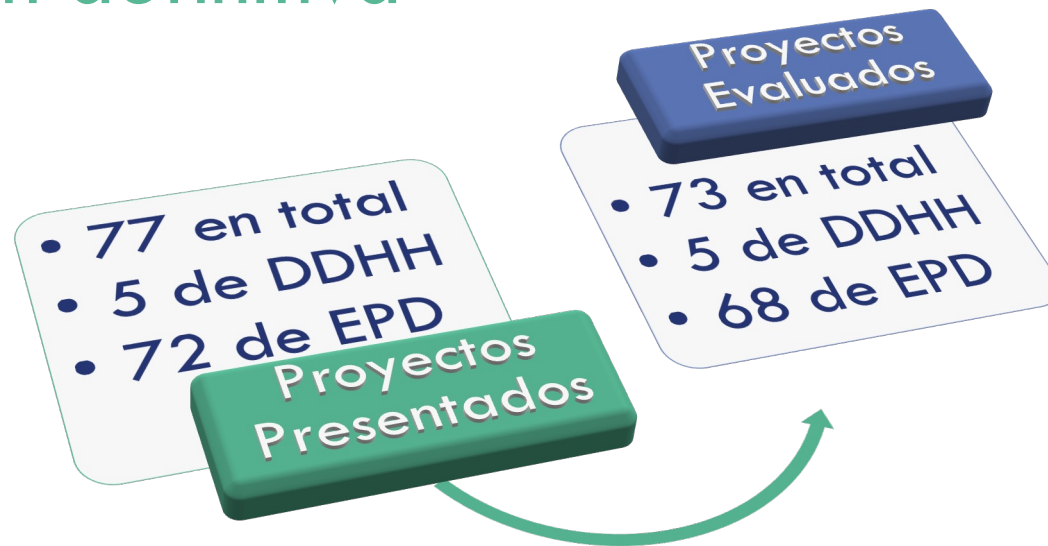 • 77 en total
• 5 de DDHH
• 72 de EPD
Proyectos
Presentados
Proyectos
Evaluados
• 73 en total
• 5 de DDHH
• 68 de EPD